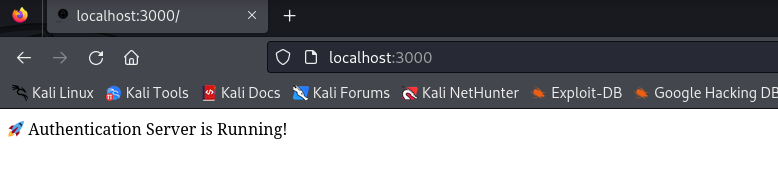 localhost:3000/
localhost:3000
Kali Linux Kali Tools Kali Docs Kali Forums Kali NetHunter Exploit-DB Google Hacking DB
🚀 Authentication Server is Running!